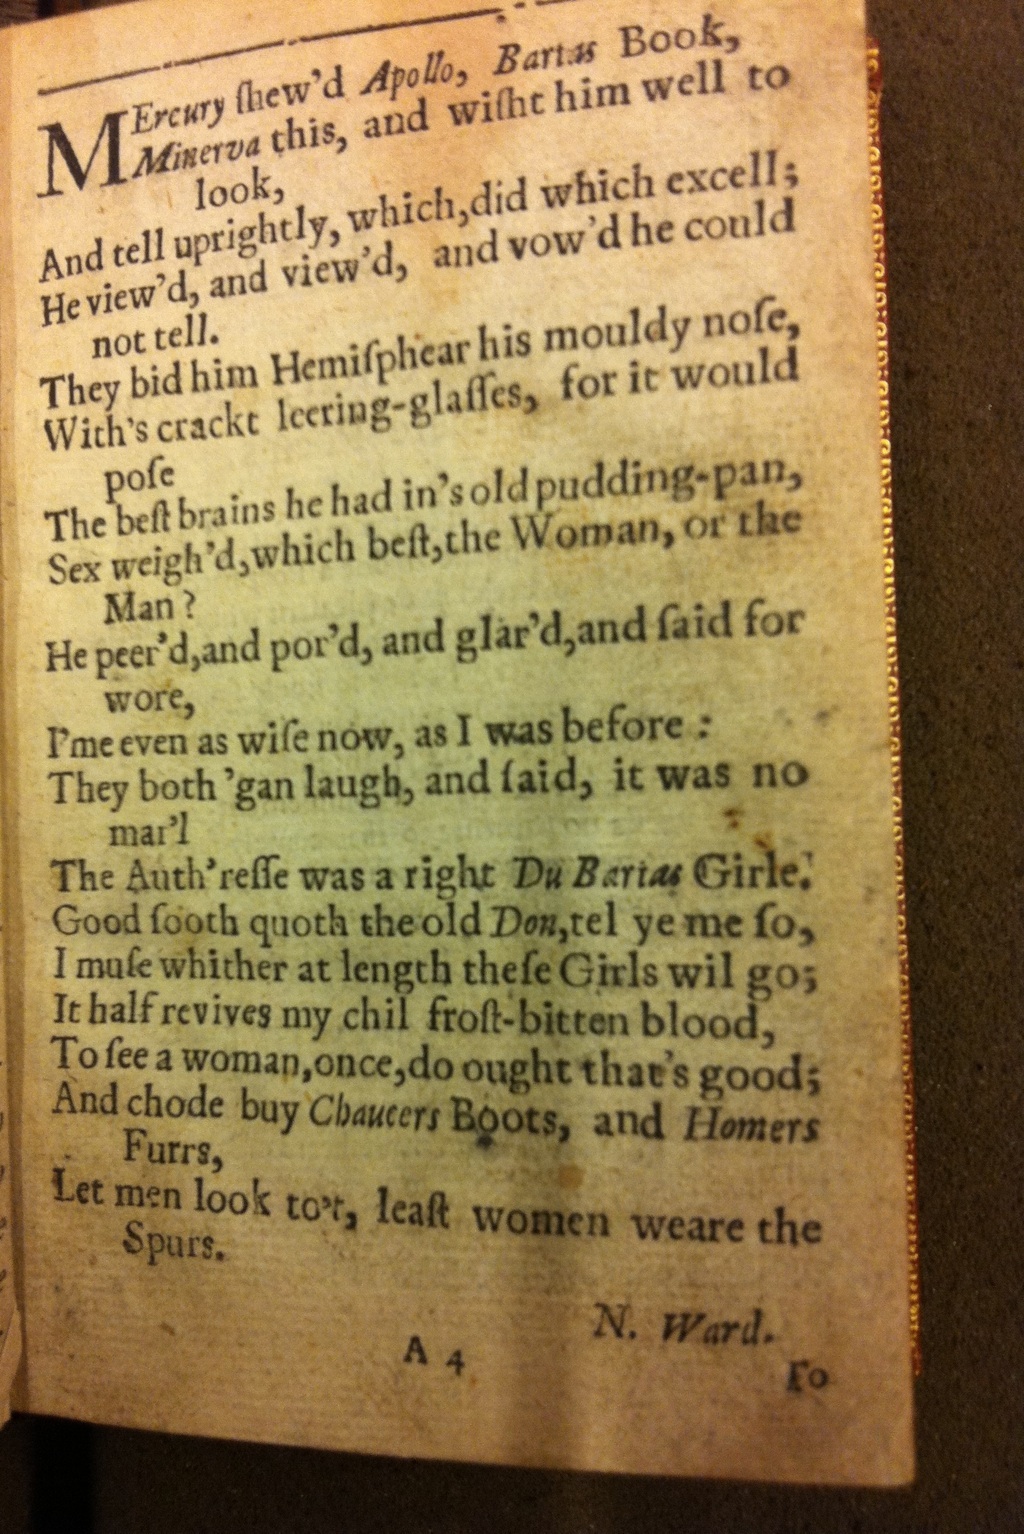 MErcury ſhew'd Apollo, Bartas Book,
Minerva this, and wiſht him well to
look,
And tell uprightly, which,did which excell;
He view'd, and view'd, and vow'd he could
not tell.
They bid him Hemiſphear his mouldy noſe,
With's crackt leering-glaſſes, for it would
poſe
The beſt brains he had in's old pudding-pan,
Sex weigh'd,which beſt,the Woman, or the
Man?
He peer'd,and por'd, and glar'd,and ſaid for
wore,
I'me even as wiſe now, as I was before:
They both 'gan laugh, and ſaid, it was no
mar'l
The Auth'reſſe was a right Du Bartas Girle.
Good ſooth quoth the old Don,tel ye me ſo,
I muſe whither at length theſe Girls wil go;
It half revives my chil froſt-bitten blood,
To ſee a woman,once,do ought that's good;
And chode buy Chaucers Boots, and Homers
Furrs,
Let men look to't, leaſt women weare the
Spurs.
N. Ward.
A 4
To